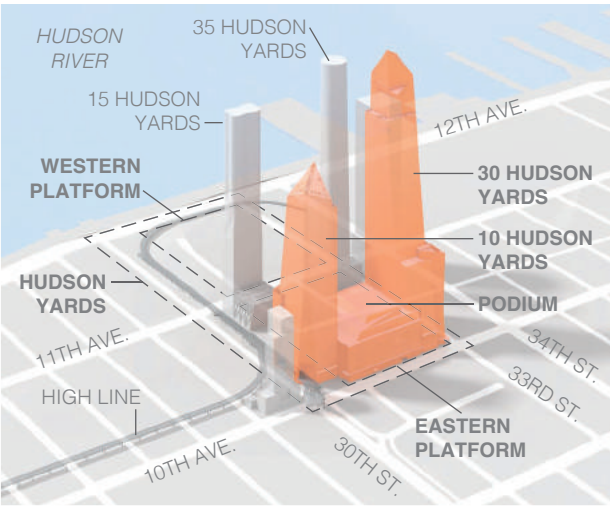 HUDSON
RIVER
35 HUDSON
YARDS
15 HUDSON
YARDS
12TH AVE.
WESTERN
PLATFORM
30 HUDSON
YARDS
10 HUDSON
YARDS
HUDSON
YARDS
PODIUM
11TH AVE.
34TH ST.
33RD ST.
HIGH LINE
EASTERN
PLATFORM
10TH AVE.
30TH ST.